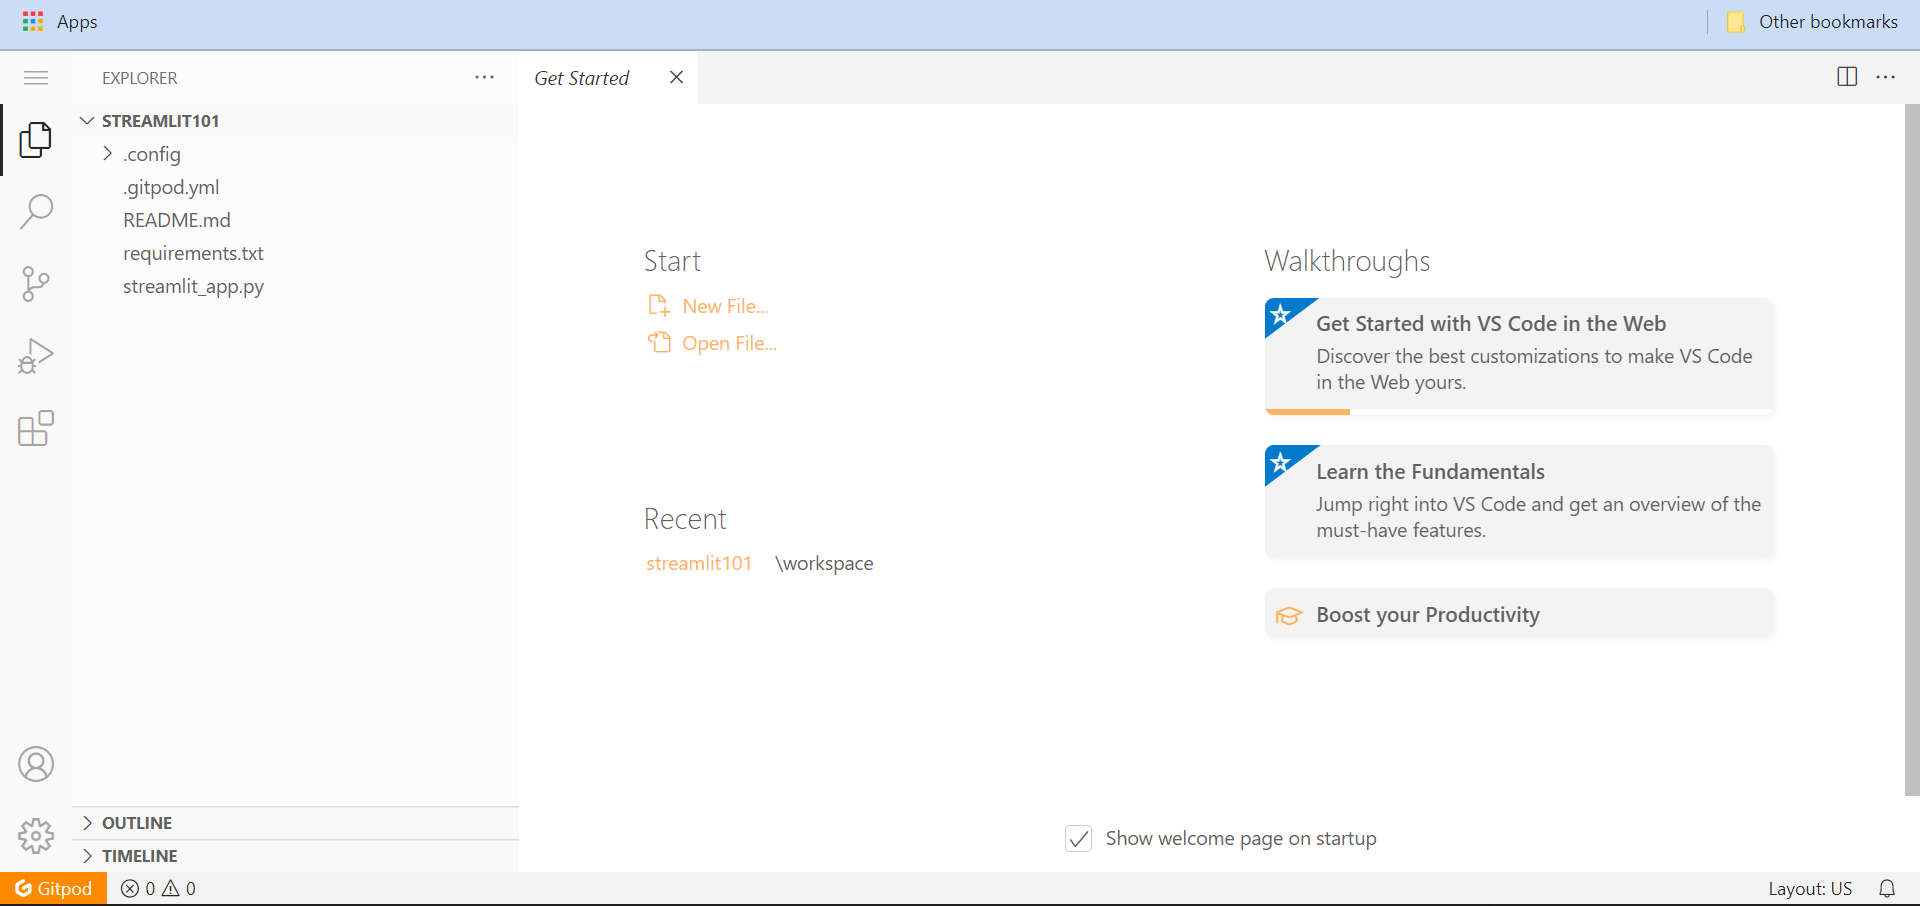 Apps
Other bookmarks
EXPLORER
Get Started
STREAMLIT101
.config
.gitpod.yml
README.md
requirements.txt
streamlit_app.py
Start
New File...
Open File...
Recent
streamlit101 \workspace
Walkthroughs
Get Started with VS Code in the Web
Discover the best customizations to make VS Code
in the Web yours.
Learn the Fundamentals
Jump right into VS Code and get an overview of the
must-have features.
Boost your Productivity
Show welcome page on startup
OUTLINE
TIMELINE
Gitpod 0 0
Layout: US